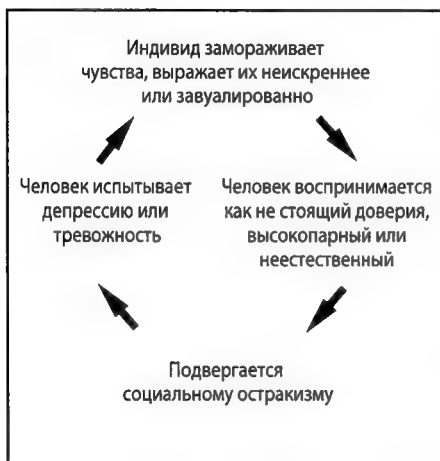 Индивид замораживает
чувства, выражает их неискреннее
или завуалированно
Человек испытывает
депрессию или
тревожность
Человек воспринимается
как не стоящий доверия,
высокопарный или
неестественный
Подвергается
социальному остракизму